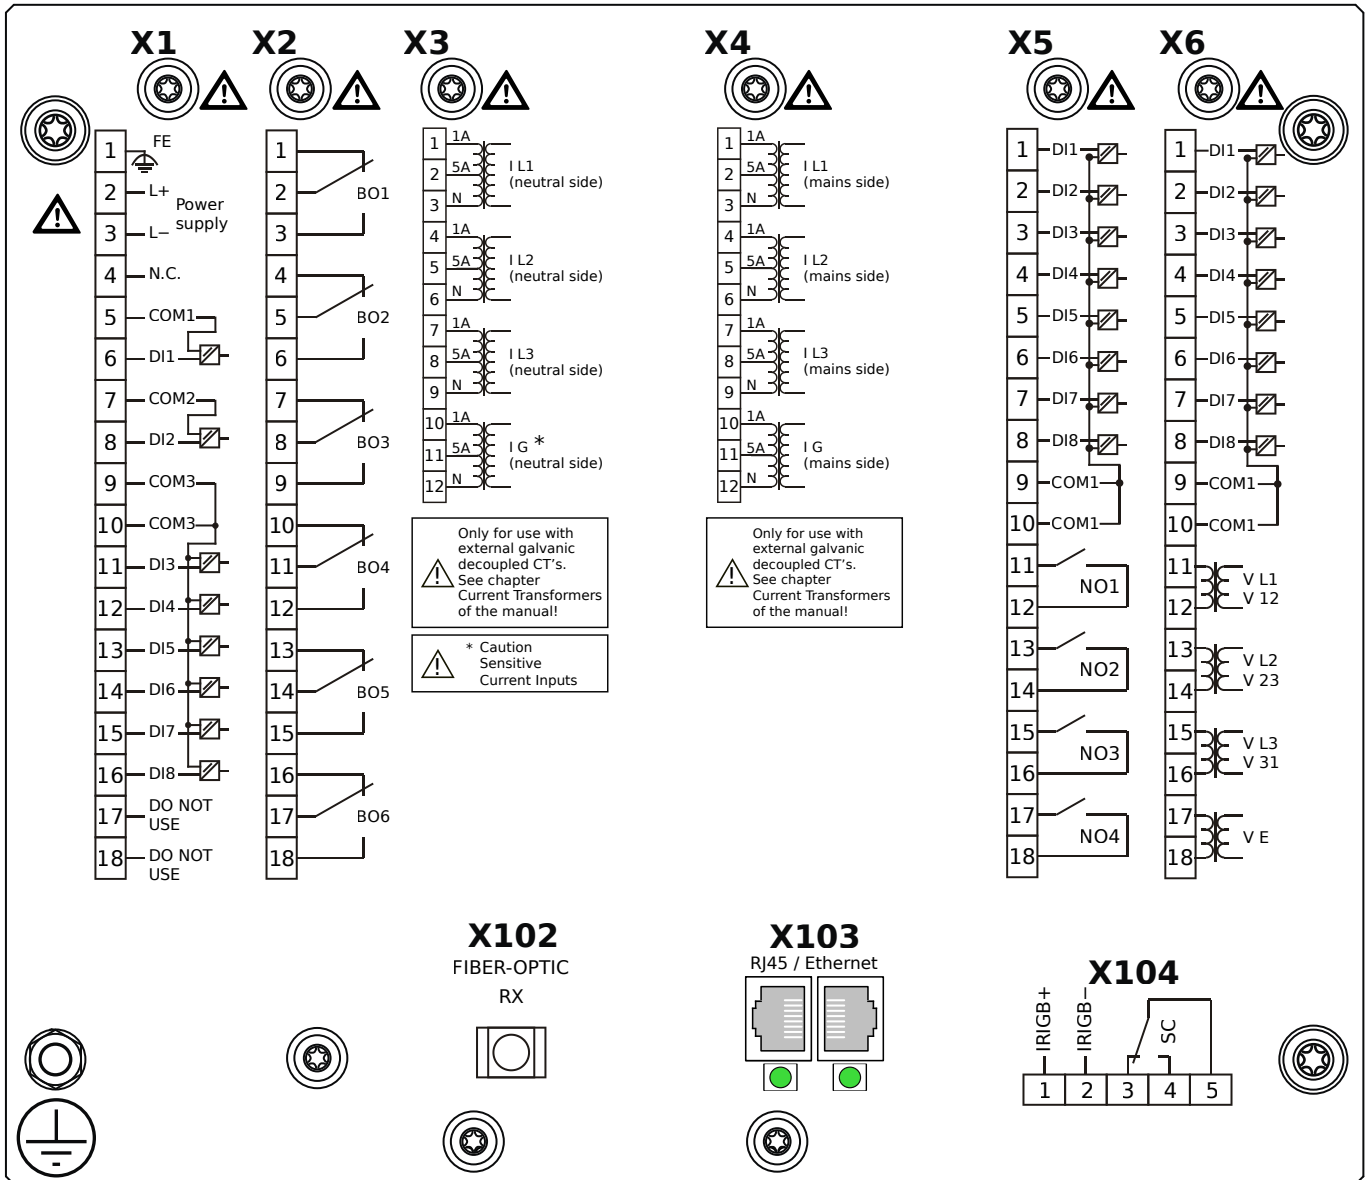 X1
1
FE
2
L+
Power
supply
3
L−
4
N.C.
5
COM1
6
DI1
7
COM2
8
DI2
9
COM3
10
COM3
11
DI3
12
DI4
13
DI5
14
DI6
15
DI7
16
DI8
17
DO NOT
USE
18
DO NOT
USE
X2
1
2
BO1
3
4
5
BO2
6
7
8
BO3
9
10
11
BO4
12
13
14
BO5
15
16
17
BO6
18
X3
1
1A
2
5A
3
N
I L1
(neutral side)
4
1A
5
5A
6
N
I L2
(neutral side)
7
1A
8
5A
9
N
I L3
(neutral side)
10
1A
11
5A
12
N
I G *
(neutral side)
Only for use with
external galvanic
decoupled CT’s.
See chapter
Current Transformers
of the manual!
* Caution
Sensitive
Current Inputs
X4
1
1A
2
5A
3
N
I L1
(mains side)
4
1A
5
5A
6
N
I L2
(mains side)
7
1A
8
5A
9
N
I L3
(mains side)
10
1A
11
5A
12
N
I G
(mains side)
Only for use with
external galvanic
decoupled CT’s.
See chapter
Current Transformers
of the manual!
X5
1
DI1
2
DI2
3
DI3
4
DI4
5
DI5
6
DI6
7
DI7
8
DI8
9
COM1
10
COM1
11
NO1
12
13
NO2
14
15
NO3
16
17
NO4
18
X6
1
DI1
2
DI2
3
DI3
4
DI4
5
DI5
6
DI6
7
DI7
8
DI8
9
COM1
10
COM1
11
V L1
V 12
12
13
V L2
V 23
14
15
V L3
V 31
16
17
V E
18
X102
FIBER-OPTIC
RX
X103
RJ45 / Ethernet
X104
IRIGB+
IRIGB−
SC
1 2 3 4 5